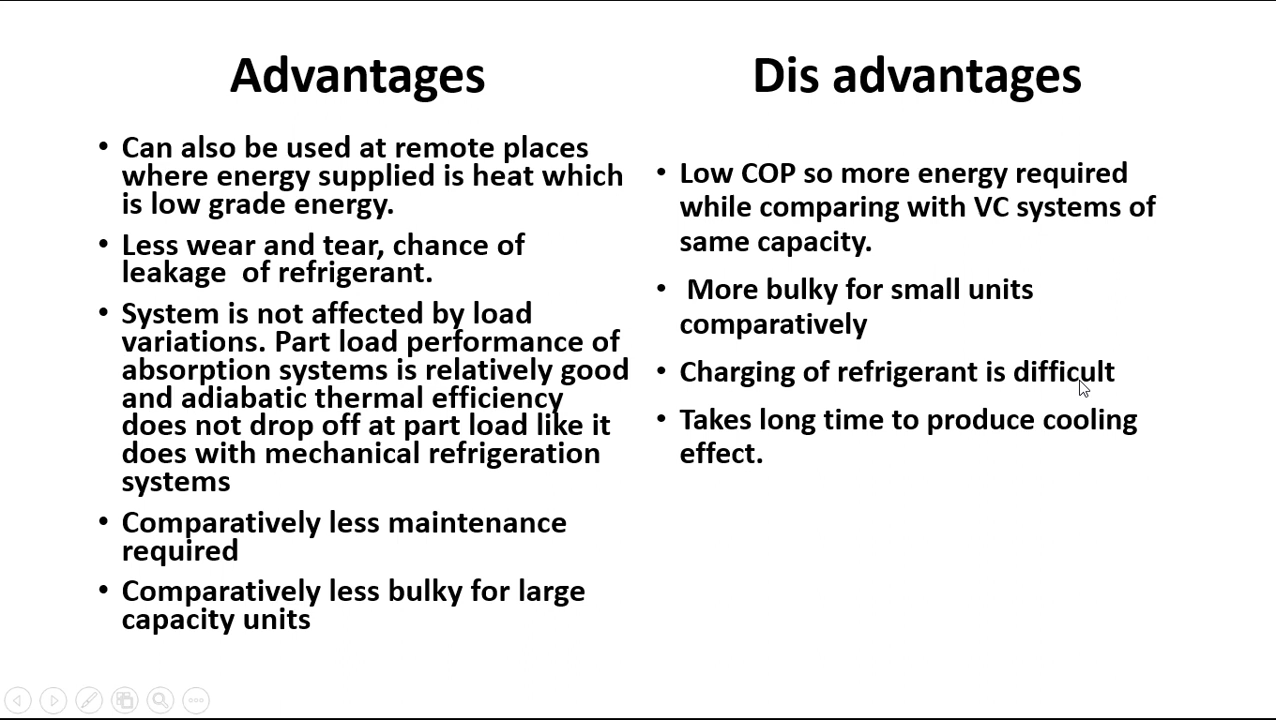 Advantages
• Can also be used at remote places
where energy supplied is heat which
is low grade energy.
• Less wear and tear, chance of
leakage  of refrigerant.
• System is not affected by load
variations. Part load performance of
absorption systems is relatively good
and adiabatic thermal efficiency
does not drop off at part load like it
does with mechanical refrigeration
systems
• Comparatively less maintenance
required
• Comparatively less bulky for large
capacity units
Dis advantages
• Low COP so more energy required
while comparing with VC systems of
same capacity.
•  More bulky for small units
comparatively
• Charging of refrigerant is difficult
• Takes long time to produce cooling
effect.